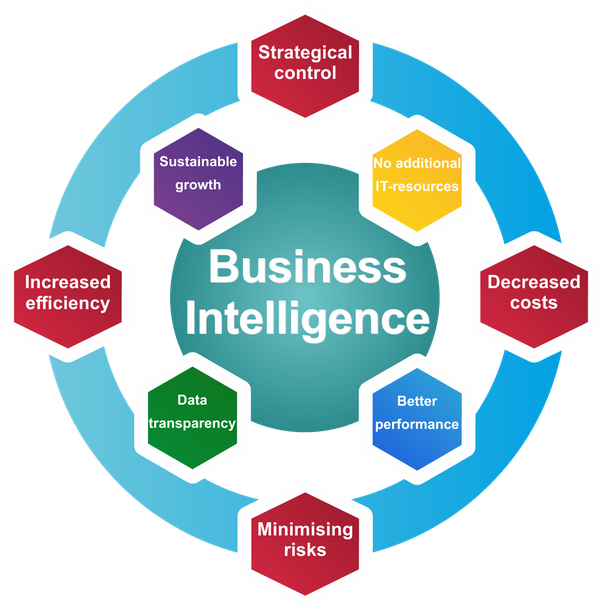 Strategical
control
Sustainable
growth
No additional
IT-resources
Business
Intelligence
Increased
efficiency
Decreased
costs
Data
transparency
Better
performance
Minimising
risks